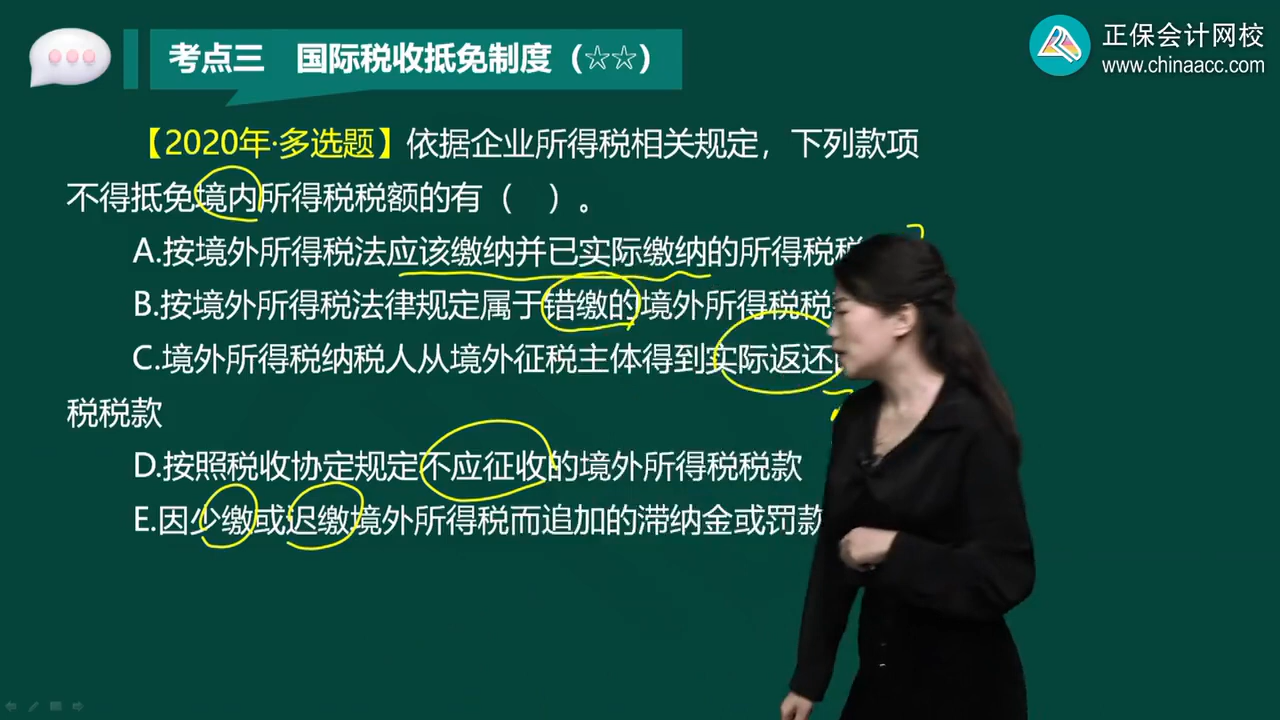 考点三 国际税收抵免制度（☆☆）
正保会计网校
www.chinaacc.com
【2020年·多选题】依据企业所得税相关规定，下列款项
不得抵免境内所得税税额的有（ ）。
A.按境外所得税法应该缴纳并已实际缴纳的所得税税
B.按境外所得税法律规定属于错缴的境外所得税税
C.境外所得税纳税人从境外征税主体得到实际返还
税税款
D.按照税收协定规定不应征收的境外所得税税款
E.因少缴或迟缴境外所得税而追加的滞纳金或罚款